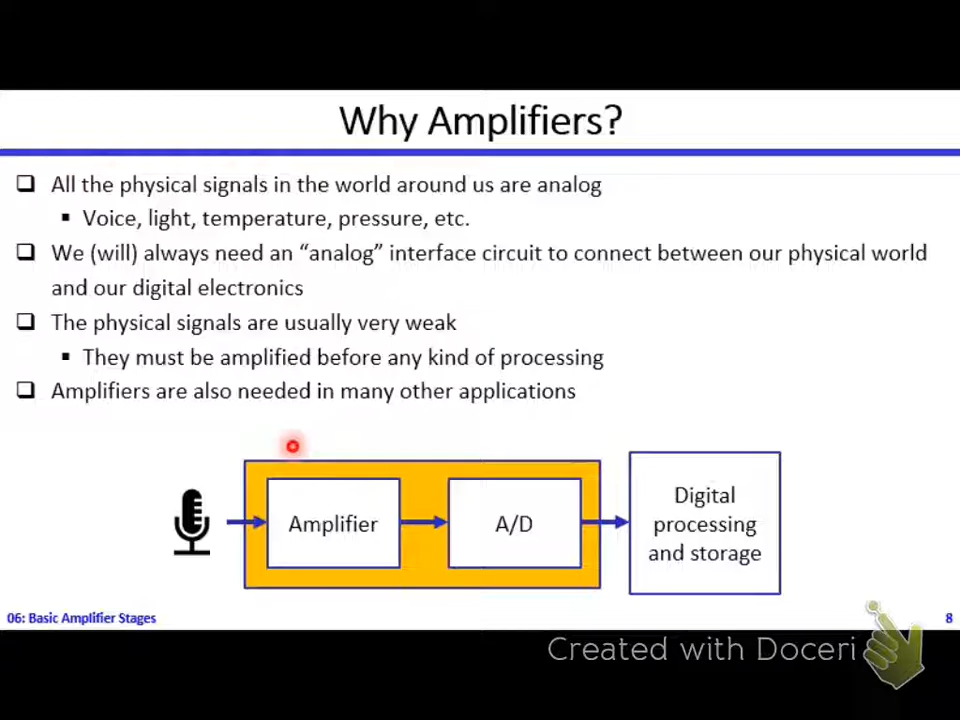 Why Amplifiers?
❑ All the physical signals in the world around us are analog
▪ Voice, light, temperature, pressure, etc.
❑ We (will) always need an “analog” interface circuit to connect between our physical world
and our digital electronics
❑ The physical signals are usually very weak
▪ They must be amplified before any kind of processing
❑ Amplifiers are also needed in many other applications
Amplifier
A/D
Digital
processing
and storage
06: Basic Amplifier Stages
8
Created with Doceri